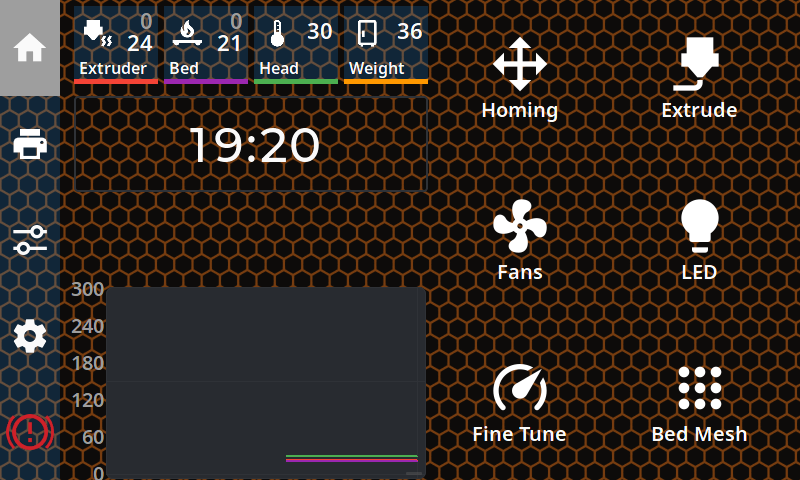 0
24
Extruder
0
21
Bed
30
Head
36
Weight
19:20
300
240
180
120
60
0
Homing
Extrude
Fans
LED
Fine Tune
Bed Mesh